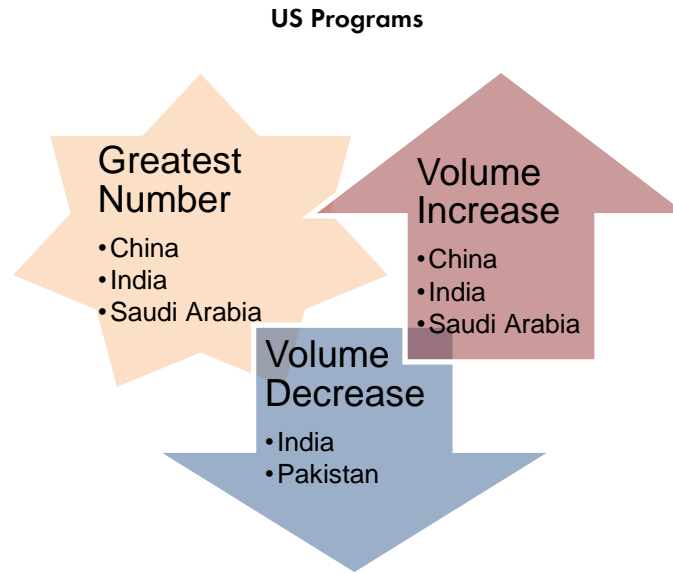 US Programs
Greatest
Number
•China
•India
•Saudi Arabia
Volume
Increase
•China
•India
•Saudi Arabia
Volume
Decrease
•India
•Pakistan